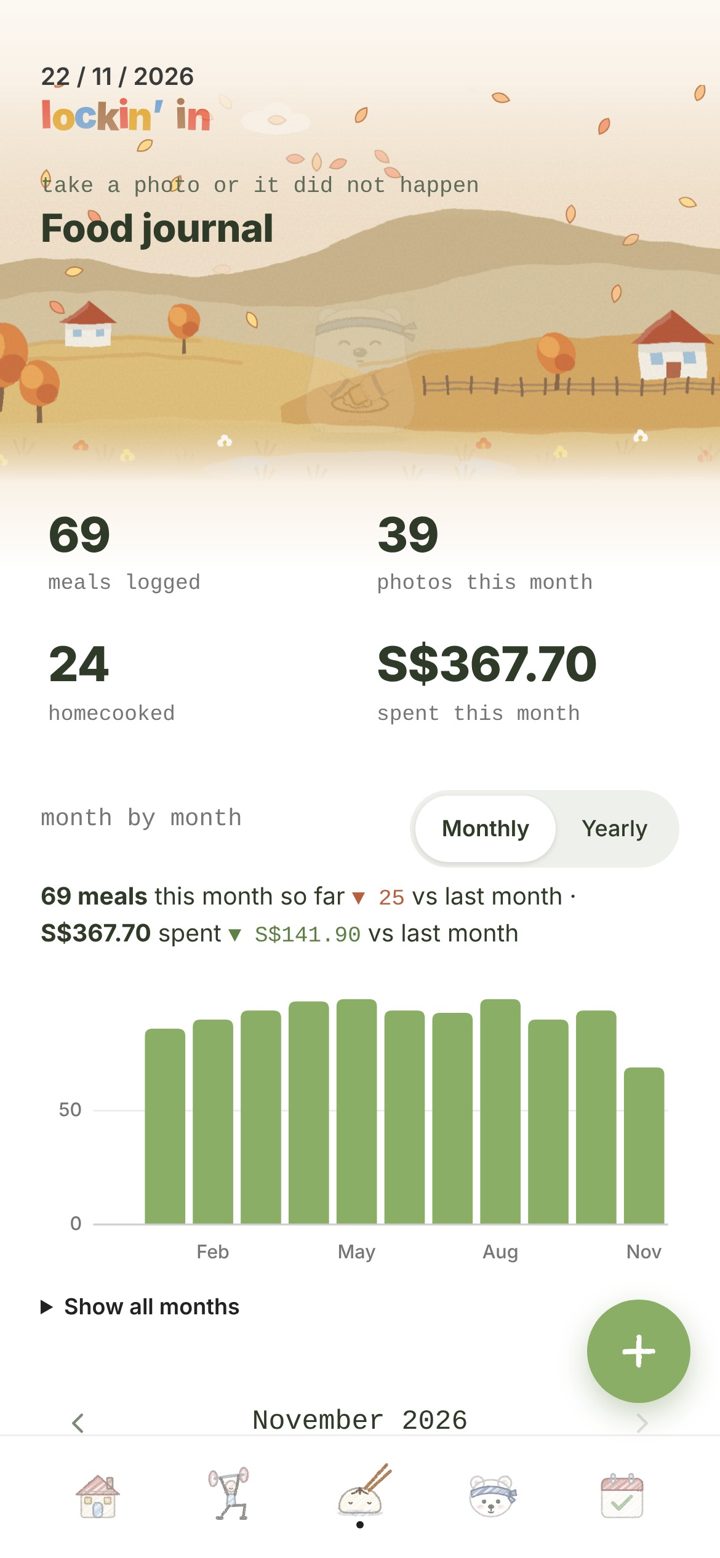 22 / 11 / 2026
lockin’ in
take a photo or it did not happen
Food journal
69
meals logged
39
photos this month
24
homecooked
S$367.70
spent this month
month by month
Monthly
Yearly
69 meals this month so far ▼ 25 vs last month ·
S$367.70 spent ▼ S$141.90 vs last month
50
0
Feb
May
Aug
Nov
▶ Show all months
November 2026